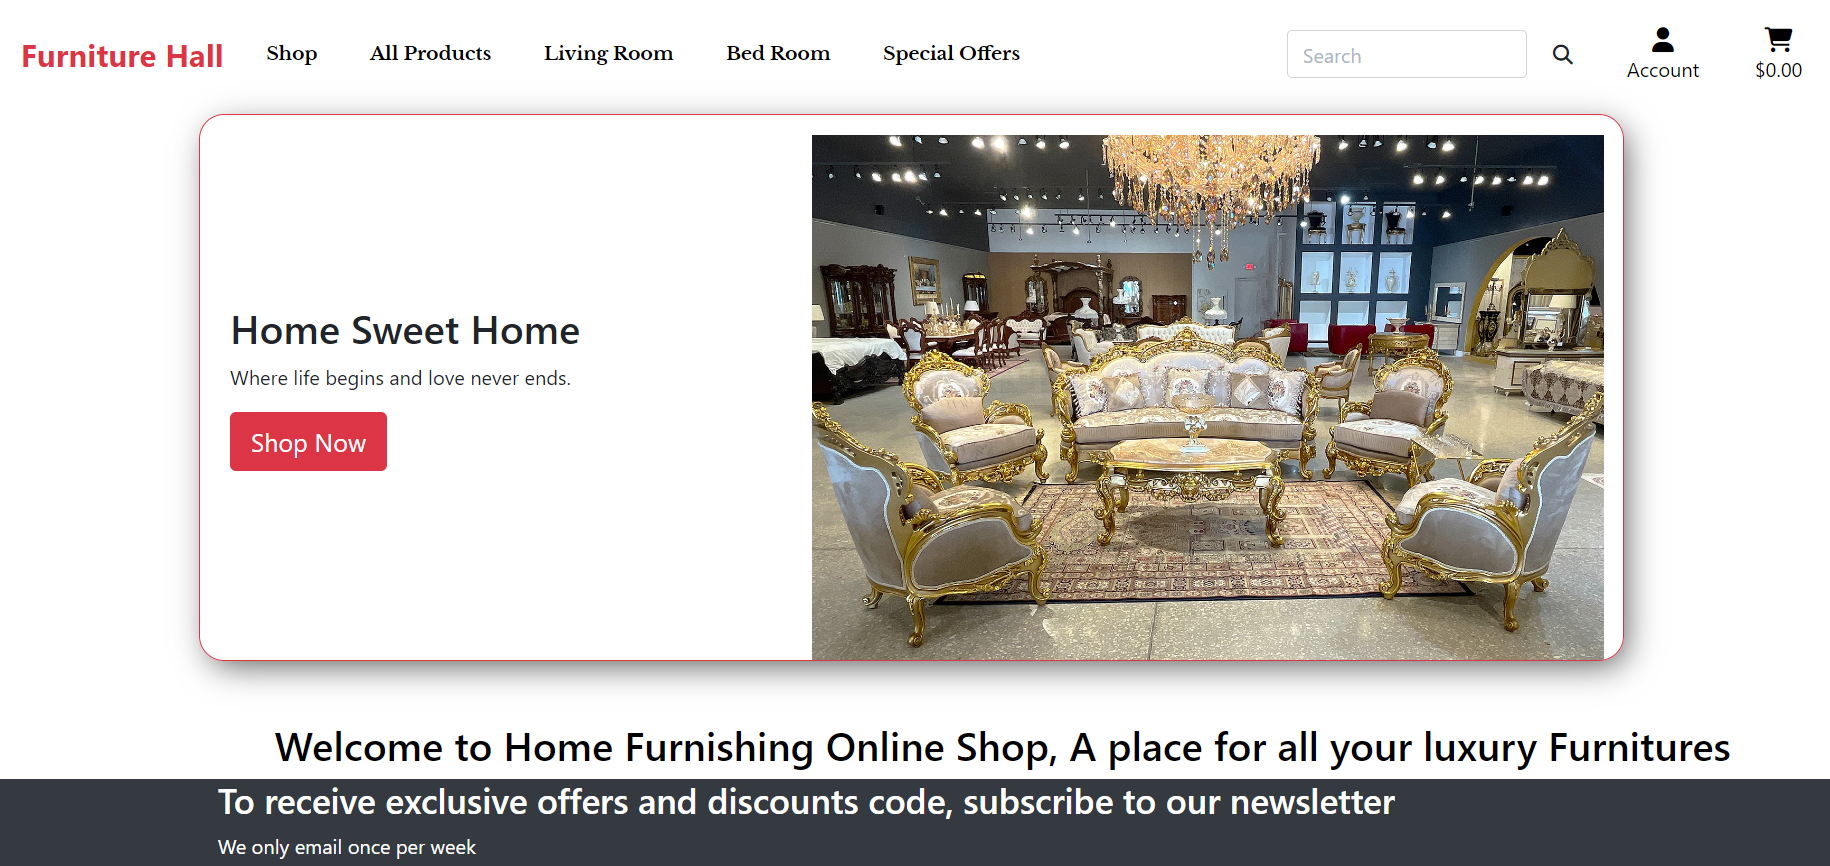 Furniture Hall
Shop
All Products
Living Room
Bed Room
Special Offers
Search
Account
$0.00
Home Sweet Home
Where life begins and love never ends.
Shop Now
Welcome to Home Furnishing Online Shop, A place for all your luxury Furnitures
To receive exclusive offers and discounts code, subscribe to our newsletter
We only email once per week